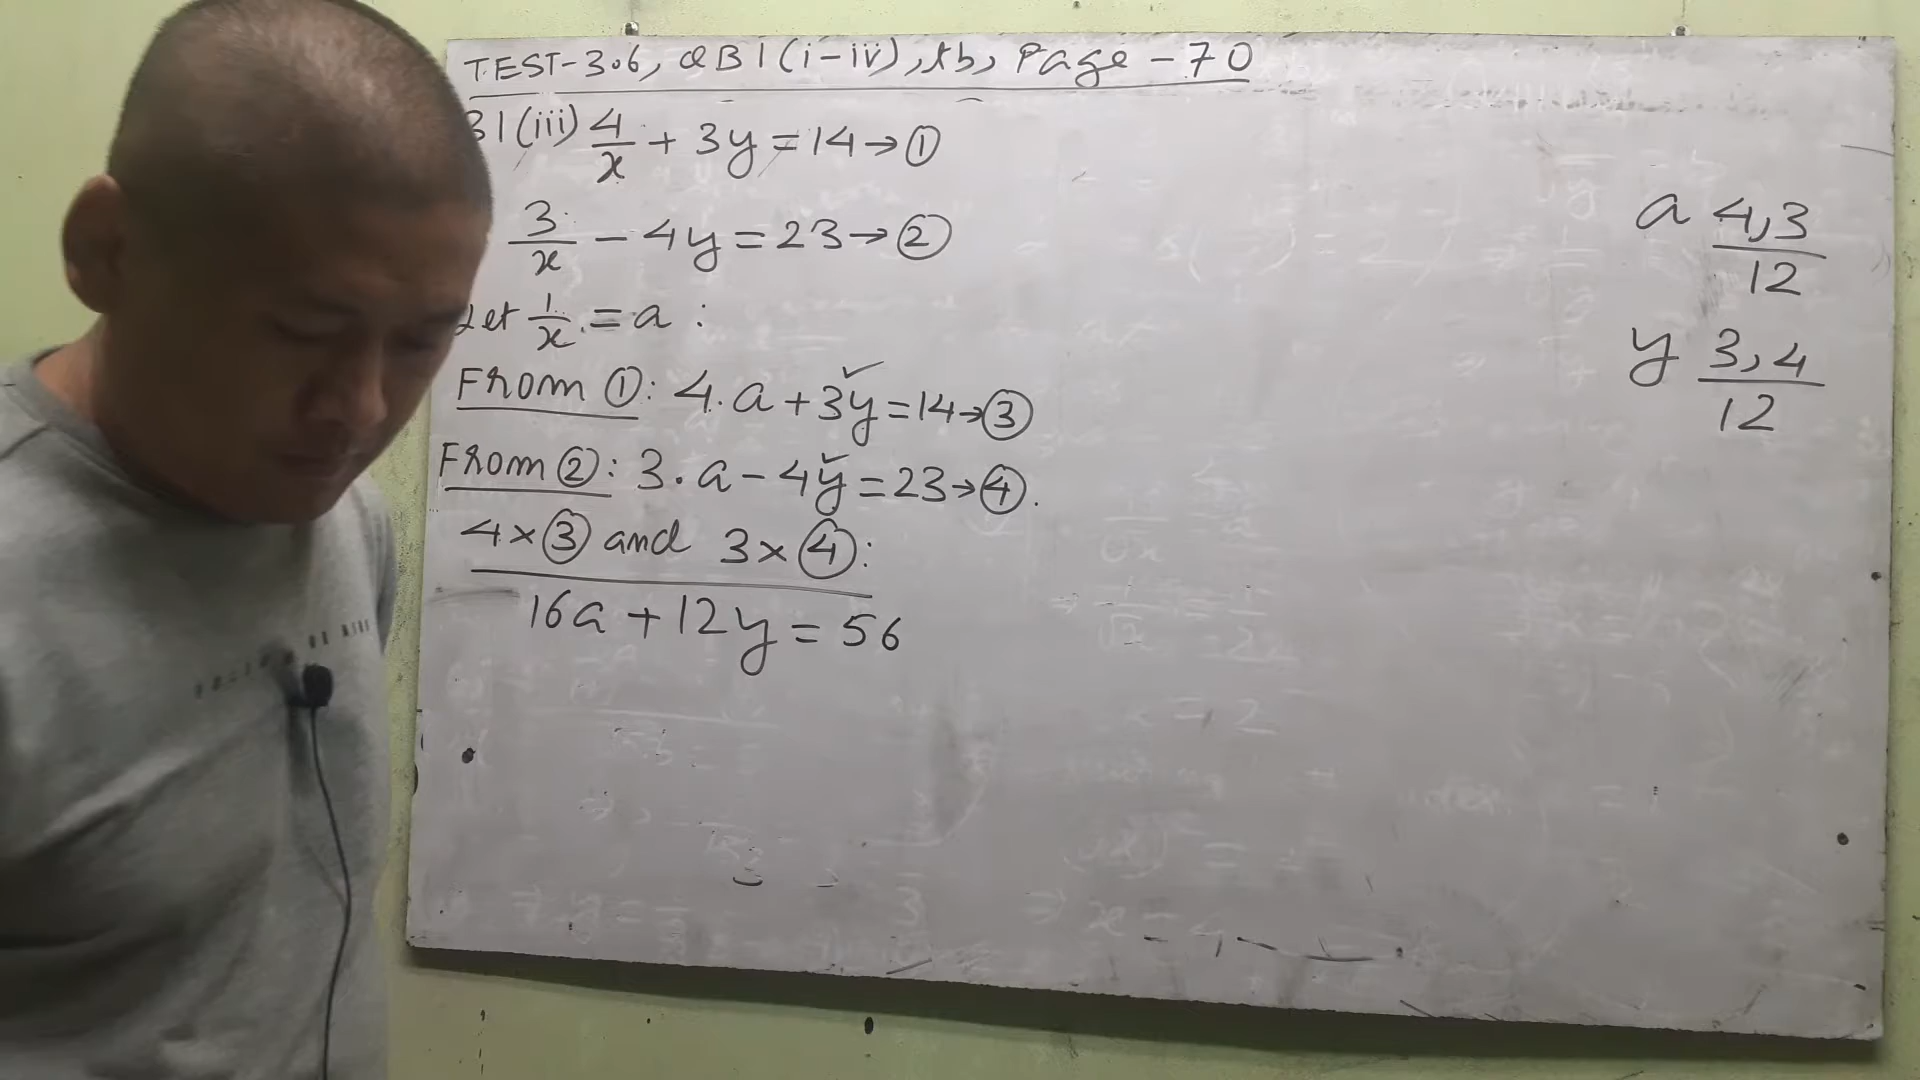 TEST-3.6, QB1(i-iv), tb, Page-70
B1(iii) 4/x + 3y = 14 → ①
3/x - 4y = 23 → ②
Let 1/x = a :
From ①: 4.a + 3y = 14 → ③
From ②: 3.a - 4y = 23 → ④.
4×③ and 3×④:
16a + 12y = 56
a 4,3
12
y 3,4
12